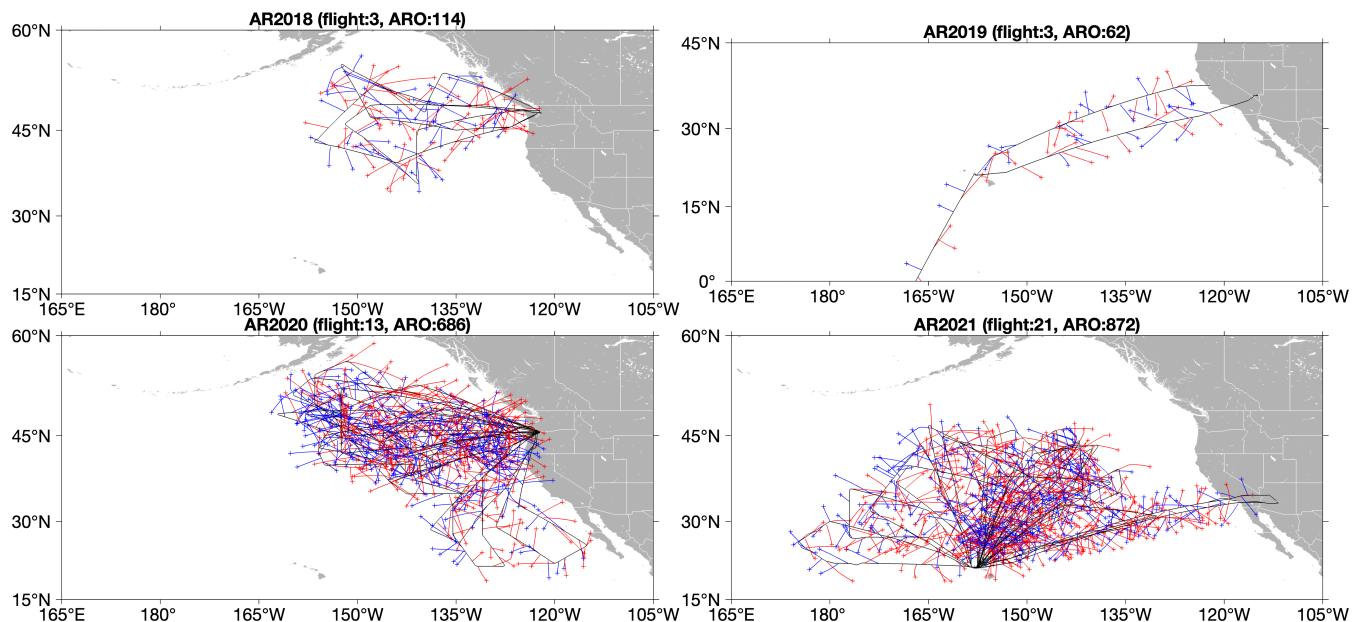 AR2018 (flight:3, ARO:114)
60°N
45°N
30°N
15°N
165°E 180° 165°W 150°W 135°W 120°W 105°W
AR2019 (flight:3, ARO:62)
45°N
30°N
15°N
0°
165°E 180° 165°W 150°W 135°W 120°W 105°W
AR2020 (flight:13, ARO:686)
60°N
45°N
30°N
15°N
165°E 180° 165°W 150°W 135°W 120°W 105°W
AR2021 (flight:21, ARO:872)
60°N
45°N
30°N
15°N
165°E 180° 165°W 150°W 135°W 120°W 105°W